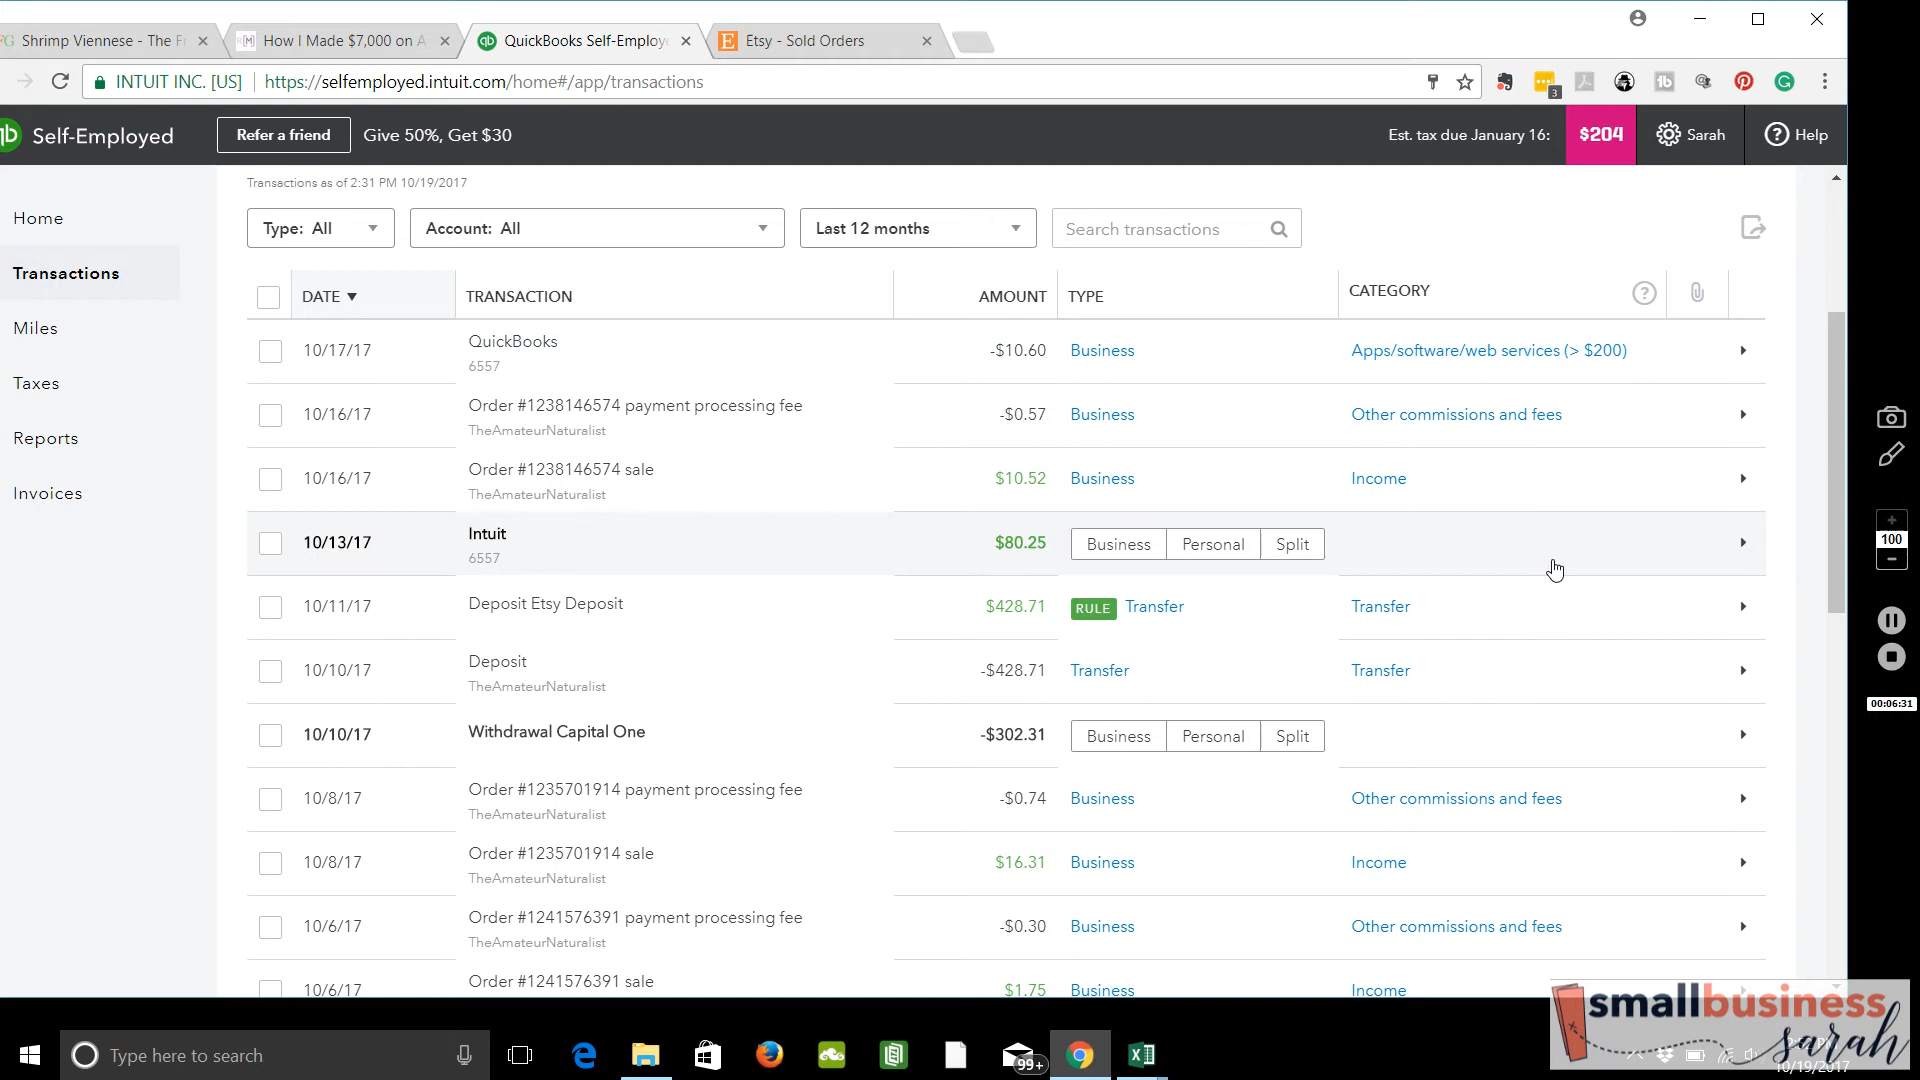 FG Shrimp Viennese - The Fr
How I Made $7,000 on A
QuickBooks Self-Employe
Etsy - Sold Orders
INTUIT INC. [US] https://selfemployed.intuit.com/home#/app/transactions
3
Self-Employed
Refer a friend
Give 50%, Get $30
Est. tax due January 16:
$204
Sarah
? Help
Transactions as of 2:31 PM 10/19/2017
Home
Transactions
Miles
Taxes
Reports
Invoices
Type: All
Account: All
Last 12 months
Search transactions
DATE TRANSACTION AMOUNT TYPE CATEGORY ?
10/17/17 QuickBooks -$10.60 Business Apps/software/web services (> $200)
6557
10/16/17 Order #1238146574 payment processing fee -$0.57 Business Other commissions and fees
TheAmateurNaturalist
10/16/17 Order #1238146574 sale $10.52 Business Income
TheAmateurNaturalist
10/13/17 Intuit $80.25 Business Personal Split
6557
10/11/17 Deposit Etsy Deposit $428.71 RULE Transfer Transfer
10/10/17 Deposit -$428.71 Transfer Transfer
TheAmateurNaturalist
10/10/17 Withdrawal Capital One -$302.31 Business Personal Split
10/8/17 Order #1235701914 payment processing fee -$0.74 Business Other commissions and fees
TheAmateurNaturalist
10/8/17 Order #1235701914 sale $16.31 Business Income
TheAmateurNaturalist
10/6/17 Order #1241576391 payment processing fee -$0.30 Business Other commissions and fees
TheAmateurNaturalist
10/6/17 Order #1241576391 sale $1.75 Business Income
100
00:06:31
smallbusiness
sarah
Type here to search
99+
10/19/2017